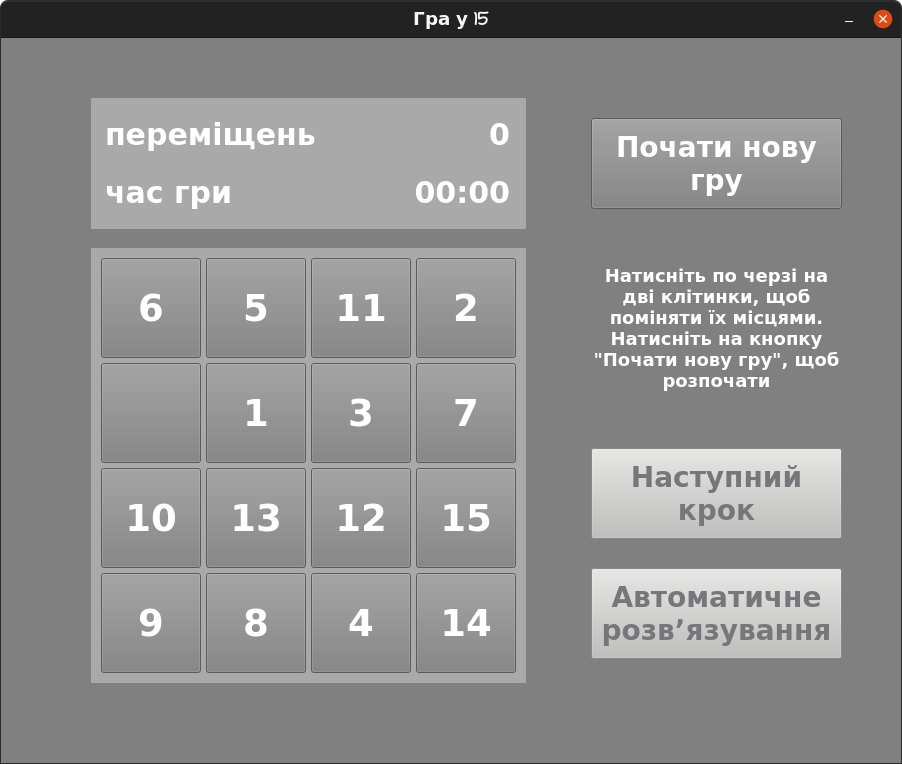 Гра у 15
переміщень 0
час гри 00:00
Почати нову
гру
6 5 11 2
1 3 7
10 13 12 15
9 8 4 14
Натисніть по черзі на
дві клітинки, щоб
поміняти їх місцями.
Натисніть на кнопку
"Почати нову гру", щоб
розпочати
Наступний
крок
Автоматичне
розв’язування